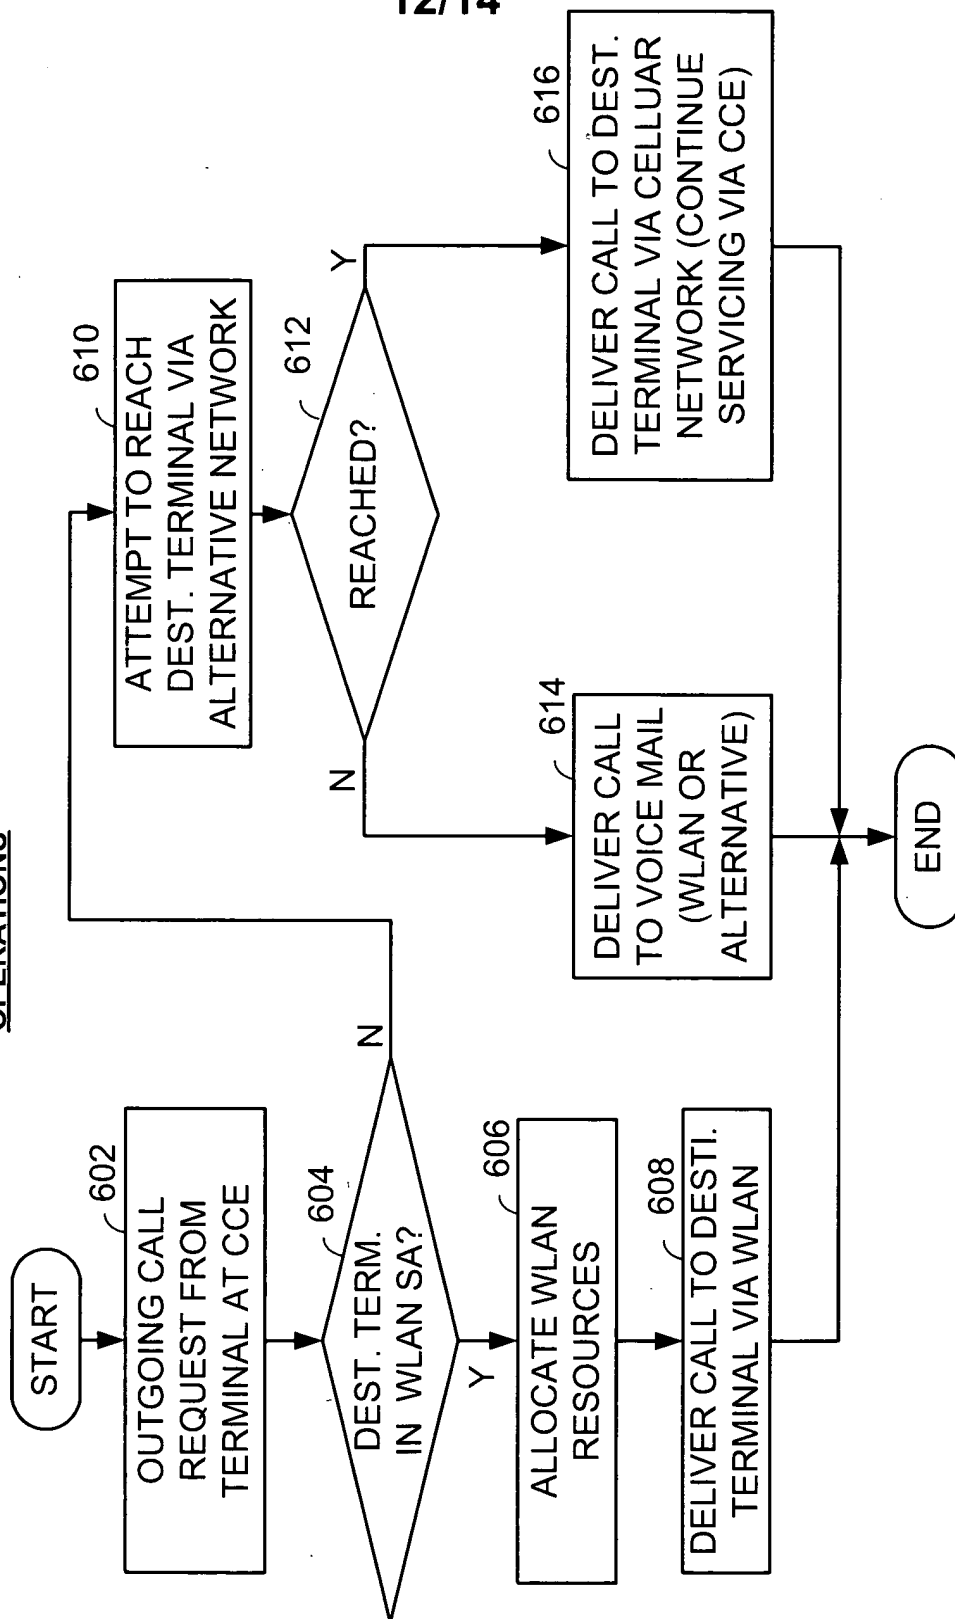 12/14
OPERATIONS
START
602
OUTGOING CALL
REQUEST FROM
TERMINAL AT CCE
604
DEST. TERM.
IN WLAN SA?
N
Y
606
ALLOCATE WLAN
RESOURCES
608
DELIVER CALL TO DESTI.
TERMINAL VIA WLAN
610
ATTEMPT TO REACH
DEST. TERMINAL VIA
ALTERNATIVE NETWORK
612
REACHED?
N
Y
614
DELIVER CALL
TO VOICE MAIL
(WLAN OR
ALTERNATIVE)
616
DELIVER CALL TO DEST.
TERMINAL VIA CELLUAR
NETWORK (CONTINUE
SERVICING VIA CCE)
END